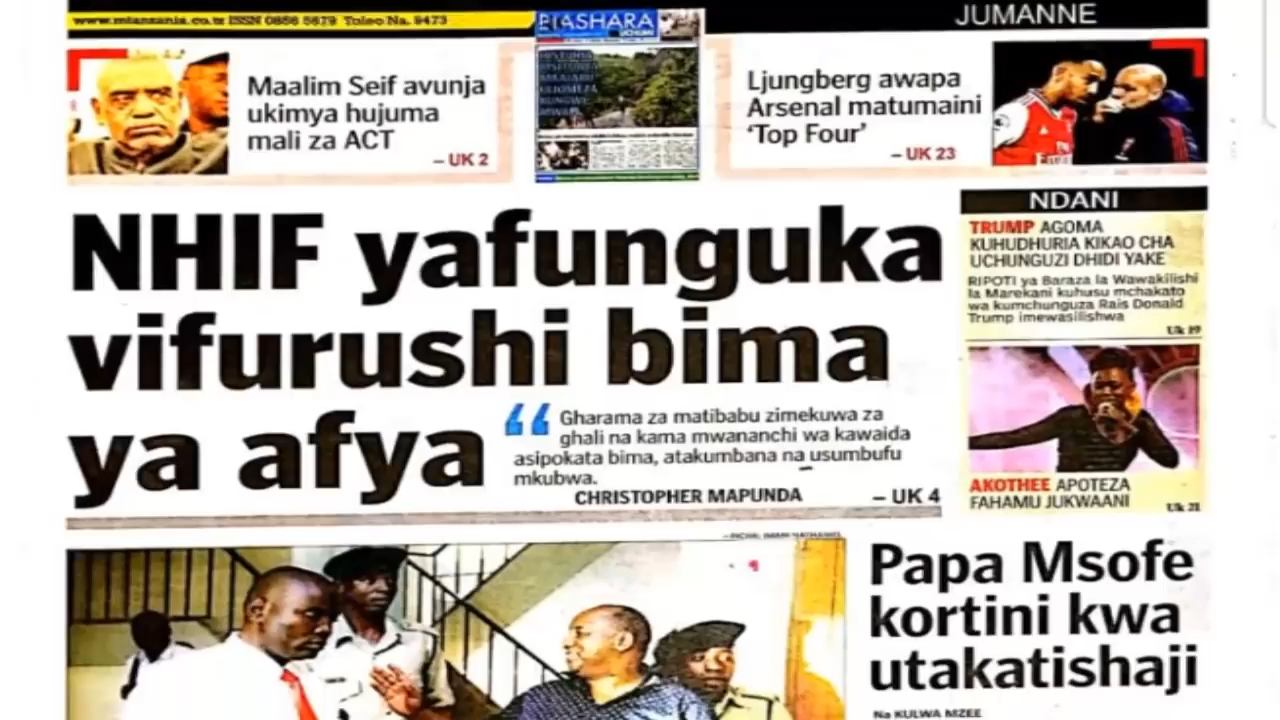 www.mtanzania.co.tz ISSN 0856 5679 Toleo Na. 9473
JUMANNE
Maalim Seif avunja
ukimya hujuma
mali za ACT
– UK 2
BIASHARA
Ljungberg awapa
Arsenal matumaini
‘Top Four’
– UK 23
NHIF yafunguka
vifurushi bima
ya afya
“ Gharama za matibabu zimekuwa za
ghali na kama mwananchi wa kawaida
asipokata bima, atakumbana na usumbufu
mkubwa.
CHRISTOPHER MAPUNDA
– UK 4
NDANI
TRUMP AGOMA
KUHUDHURIA KIKAO CHA
UCHUNGUZI DHIDI YAKE
RIPOTI ya Baraza la Wawakilishi
la Marekani kuhusu mchakato
wa kumchunguza Rais Donald
Trump imewasilishwa
Uk 19
AKOTHEE APOTEZA
FAHAMU JUKWAANI
Uk 21
Papa Msofe
kortini kwa
utakatishaji
Na KULWA MZEE